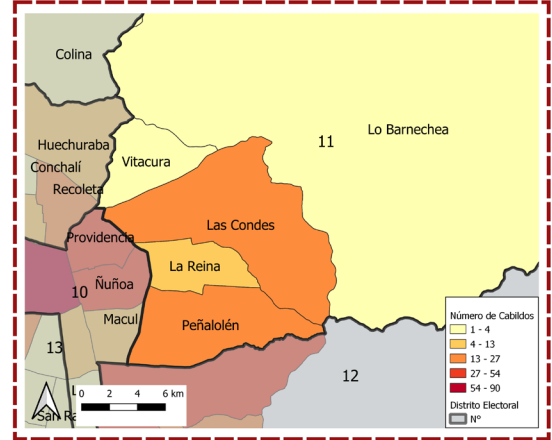 Colina
Huechuraba
Lo Barnechea
11
Vitacura
Conchalí
Recoleta
Las Condes
Providencia
La Reina
Ñuñoa
10
Macul
Peñalolén
13
12
0 2 4 6 km
Número de Cabildos
1 - 4
4 - 13
13 - 27
27 - 54
54 - 90
Distrito Electoral
N°